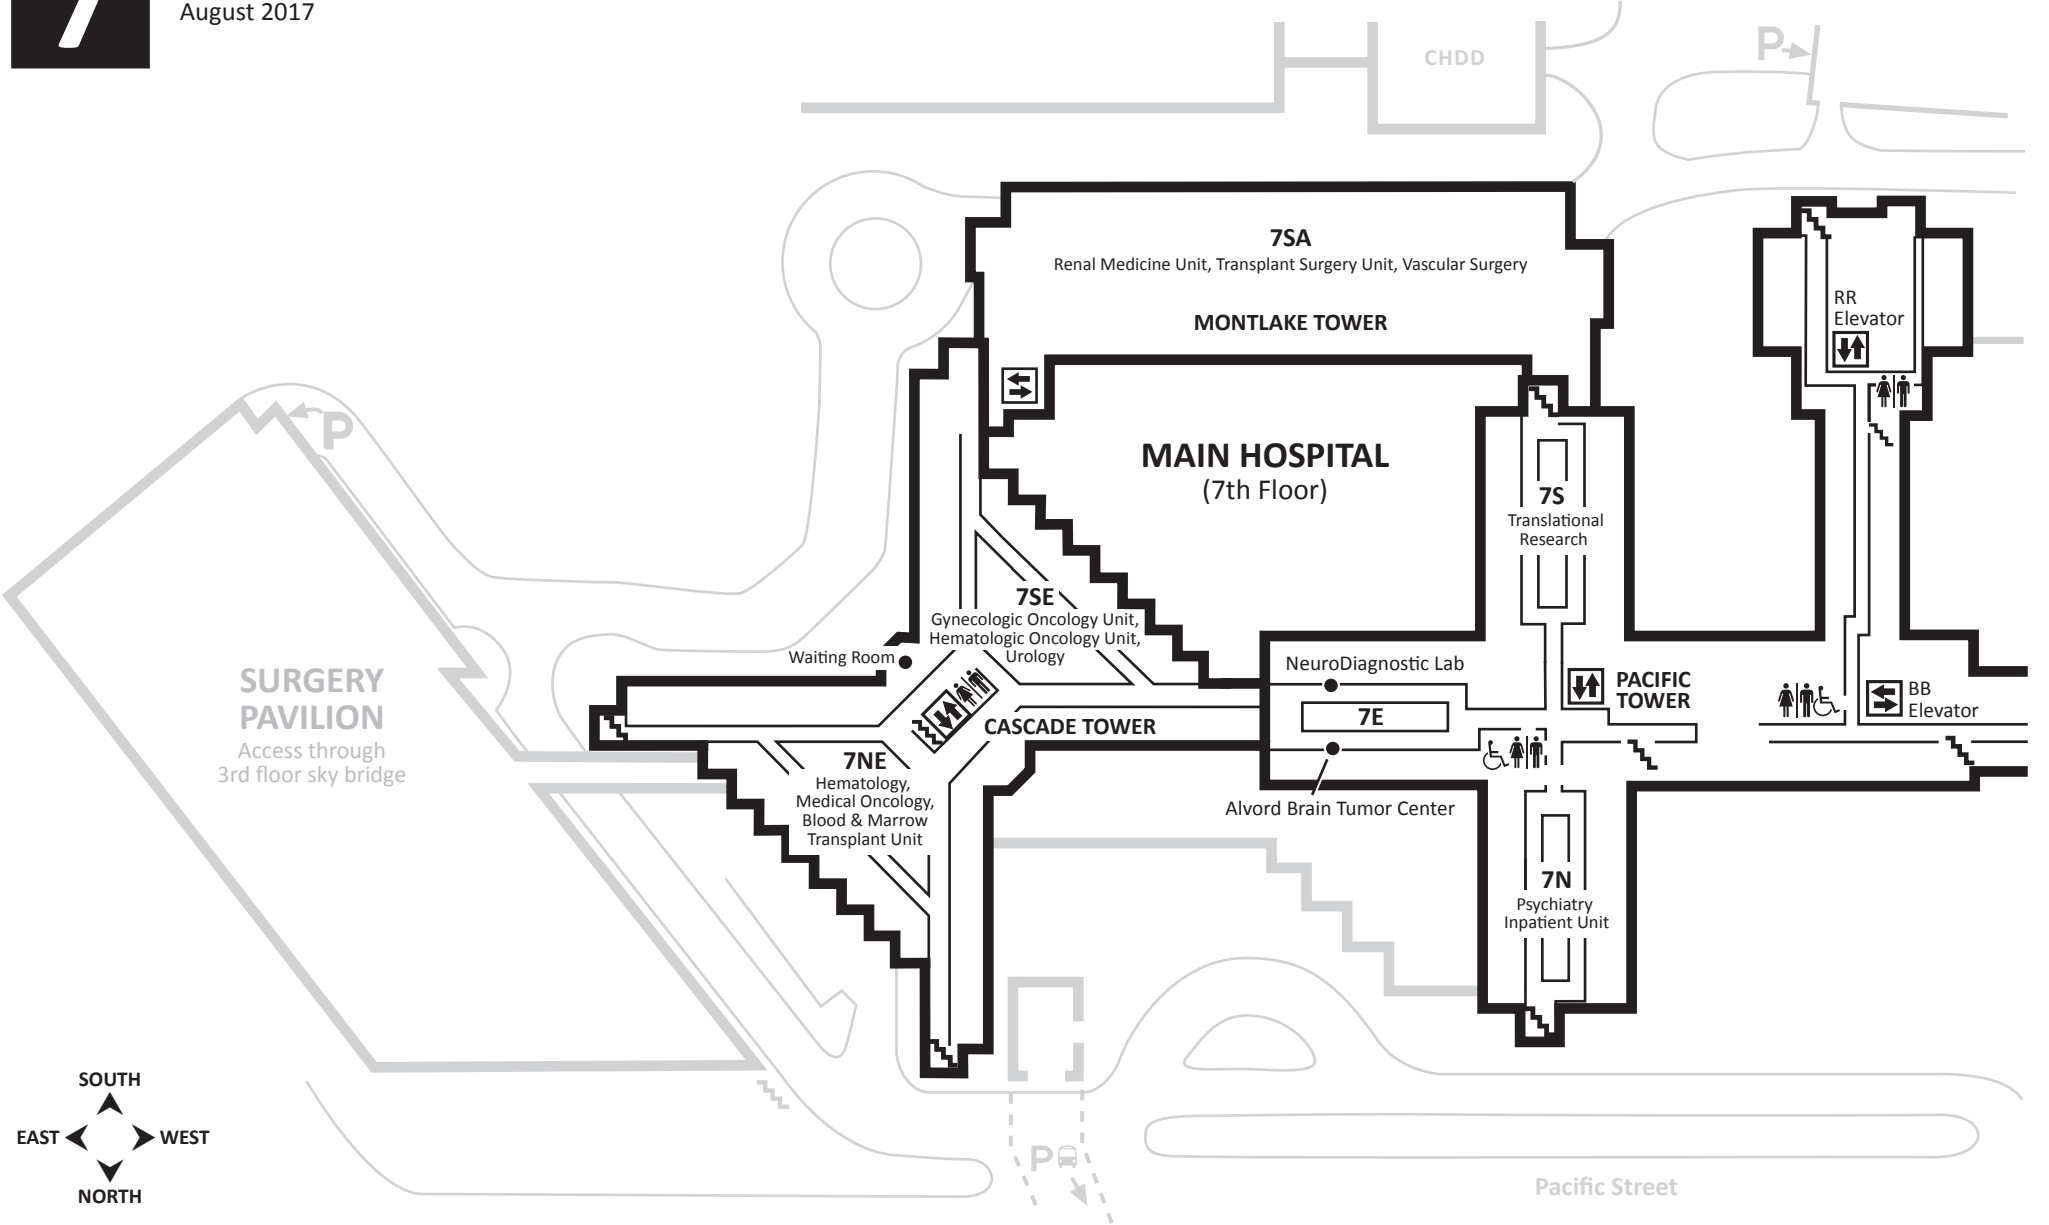 7
August 2017
CHDD
P
7SA
Renal Medicine Unit, Transplant Surgery Unit, Vascular Surgery
MONTLAKE TOWER
RR
Elevator
P
MAIN HOSPITAL
(7th Floor)
7S
Translational
Research
7SE
Gynecologic Oncology Unit,
Hematologic Oncology Unit,
Urology
Waiting Room
NeuroDiagnostic Lab
SURGERY
PAVILION
Access through
3rd floor sky bridge
PACIFIC
TOWER
BB
Elevator
7E
CASCADE TOWER
7NE
Hematology,
Medical Oncology,
Blood & Marrow
Transplant Unit
Alvord Brain Tumor Center
7N
Psychiatry
Inpatient Unit
SOUTH
EAST
WEST
NORTH
P
Pacific Street